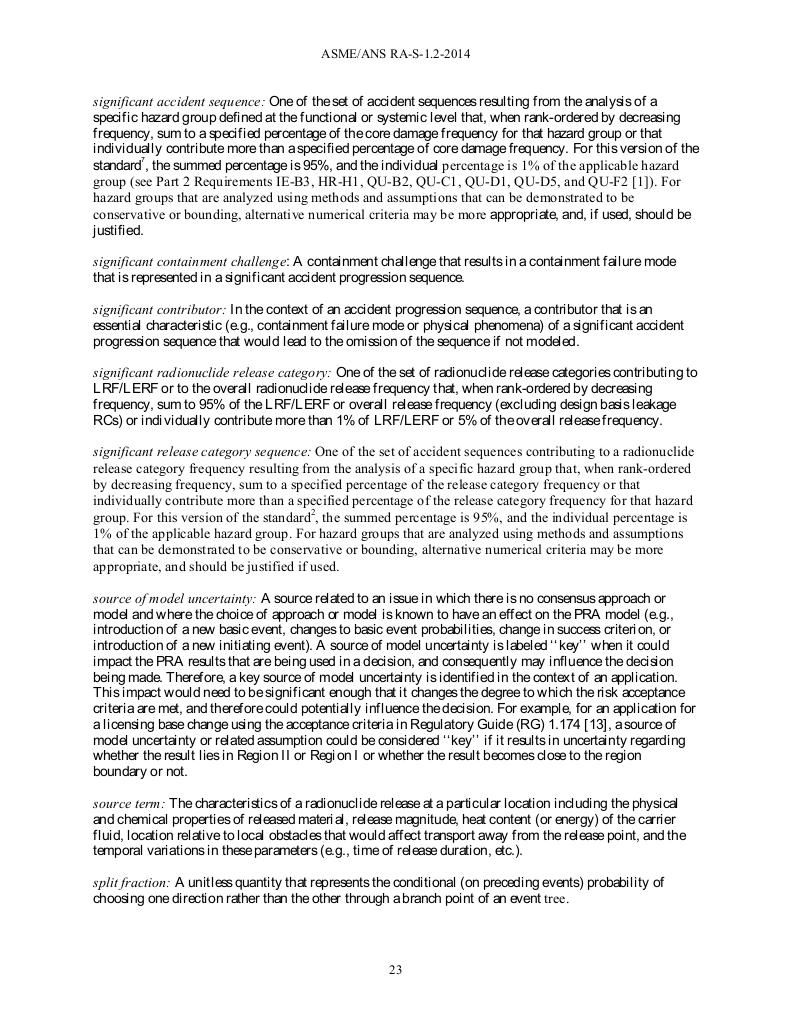 ASME/ANS RA-S-1.2-2014
significant accident sequence: One of the set of accident sequences resulting from the analysis of a
specific hazard group defined at the functional or systemic level that, when rank-ordered by decreasing
frequency, sum to a specified percentage of the core damage frequency for that hazard group or that
individually contribute more than a specified percentage of core damage frequency. For this version of the
standard7, the summed percentage is 95%, and the individual percentage is 1% of the applicable hazard
group (see Part 2 Requirements IE-B3, HR-H1, QU-B2, QU-C1, QU-D1, QU-D5, and QU-F2 [1]). For
hazard groups that are analyzed using methods and assumptions that can be demonstrated to be
conservative or bounding, alternative numerical criteria may be more appropriate, and, if used, should be
justified.
significant containment challenge: A containment challenge that results in a containment failure mode
that is represented in a significant accident progression sequence.
significant contributor: In the context of an accident progression sequence, a contributor that is an
essential characteristic (e.g., containment failure mode or physical phenomena) of a significant accident
progression sequence that would lead to the omission of the sequence if not modeled.
significant radionuclide release category: One of the set of radionuclide release categories contributing to
LRF/LERF or to the overall radionuclide release frequency that, when rank-ordered by decreasing
frequency, sum to 95% of the LRF/LERF or overall release frequency (excluding design basis leakage
RCs) or individually contribute more than 1% of LRF/LERF or 5% of the overall release frequency.
significant release category sequence: One of the set of accident sequences contributing to a radionuclide
release category frequency resulting from the analysis of a specific hazard group that, when rank-ordered
by decreasing frequency, sum to a specified percentage of the release category frequency or that
individually contribute more than a specified percentage of the release category frequency for that hazard
group. For this version of the standard2, the summed percentage is 95%, and the individual percentage is
1% of the applicable hazard group. For hazard groups that are analyzed using methods and assumptions
that can be demonstrated to be conservative or bounding, alternative numerical criteria may be more
appropriate, and should be justified if used.
source of model uncertainty: A source related to an issue in which there is no consensus approach or
model and where the choice of approach or model is known to have an effect on the PRA model (e.g.,
introduction of a new basic event, changes to basic event probabilities, change in success criterion, or
introduction of a new initiating event). A source of model uncertainty is labeled ‘‘key’’ when it could
impact the PRA results that are being used in a decision, and consequently may influence the decision
being made. Therefore, a key source of model uncertainty is identified in the context of an application.
This impact would need to be significant enough that it changes the degree to which the risk acceptance
criteria are met, and therefore could potentially influence the decision. For example, for an application for
a licensing base change using the acceptance criteria in Regulatory Guide (RG) 1.174 [13], a source of
model uncertainty or related assumption could be considered ‘‘key’’ if it results in uncertainty regarding
whether the result lies in Region II or Region I or whether the result becomes close to the region
boundary or not.
source term: The characteristics of a radionuclide release at a particular location including the physical
and chemical properties of released material, release magnitude, heat content (or energy) of the carrier
fluid, location relative to local obstacles that would affect transport away from the release point, and the
temporal variations in these parameters (e.g., time of release duration, etc.).
split fraction: A unitless quantity that represents the conditional (on preceding events) probability of
choosing one direction rather than the other through a branch point of an event tree.
23